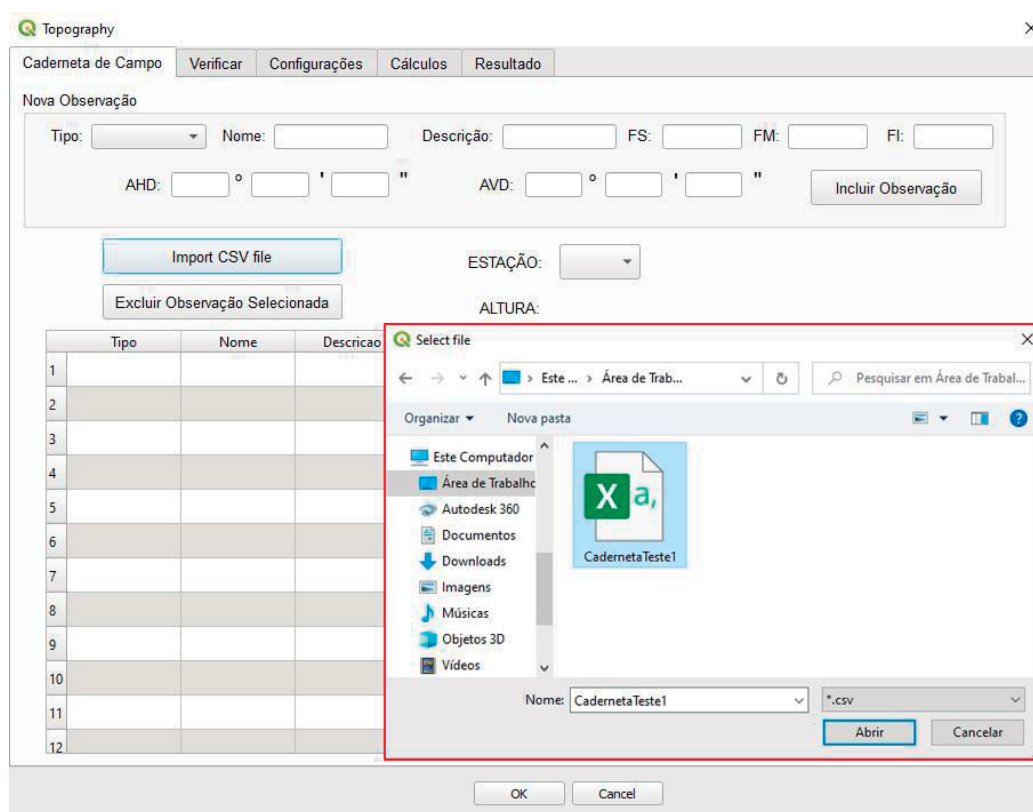 Topography
Caderneta de Campo Verificar Configurações Cálculos Resultado
Nova Observação
Tipo: Nome: Descrição: FS: FM: FI:
AHD: ° ' " AVD: ° ' " Incluir Observação
Import CSV file ESTAÇÃO:
Excluir Observação Selecionada ALTURA:
Tipo Nome Descricao
1
2
3
4
5
6
7
8
9
10
11
12
Select file
Este ... Área de Trab... Pesquisar em Área de Trabal...
Organizar Nova pasta
Este Computador
Área de Trabalho
Autodesk 360
Documentos
Downloads
Imagens
Músicas
Objetos 3D
Vídeos
X a,
CadernetaTeste1
Nome: CadernetaTeste1 *.csv
Abrir Cancelar
OK Cancel